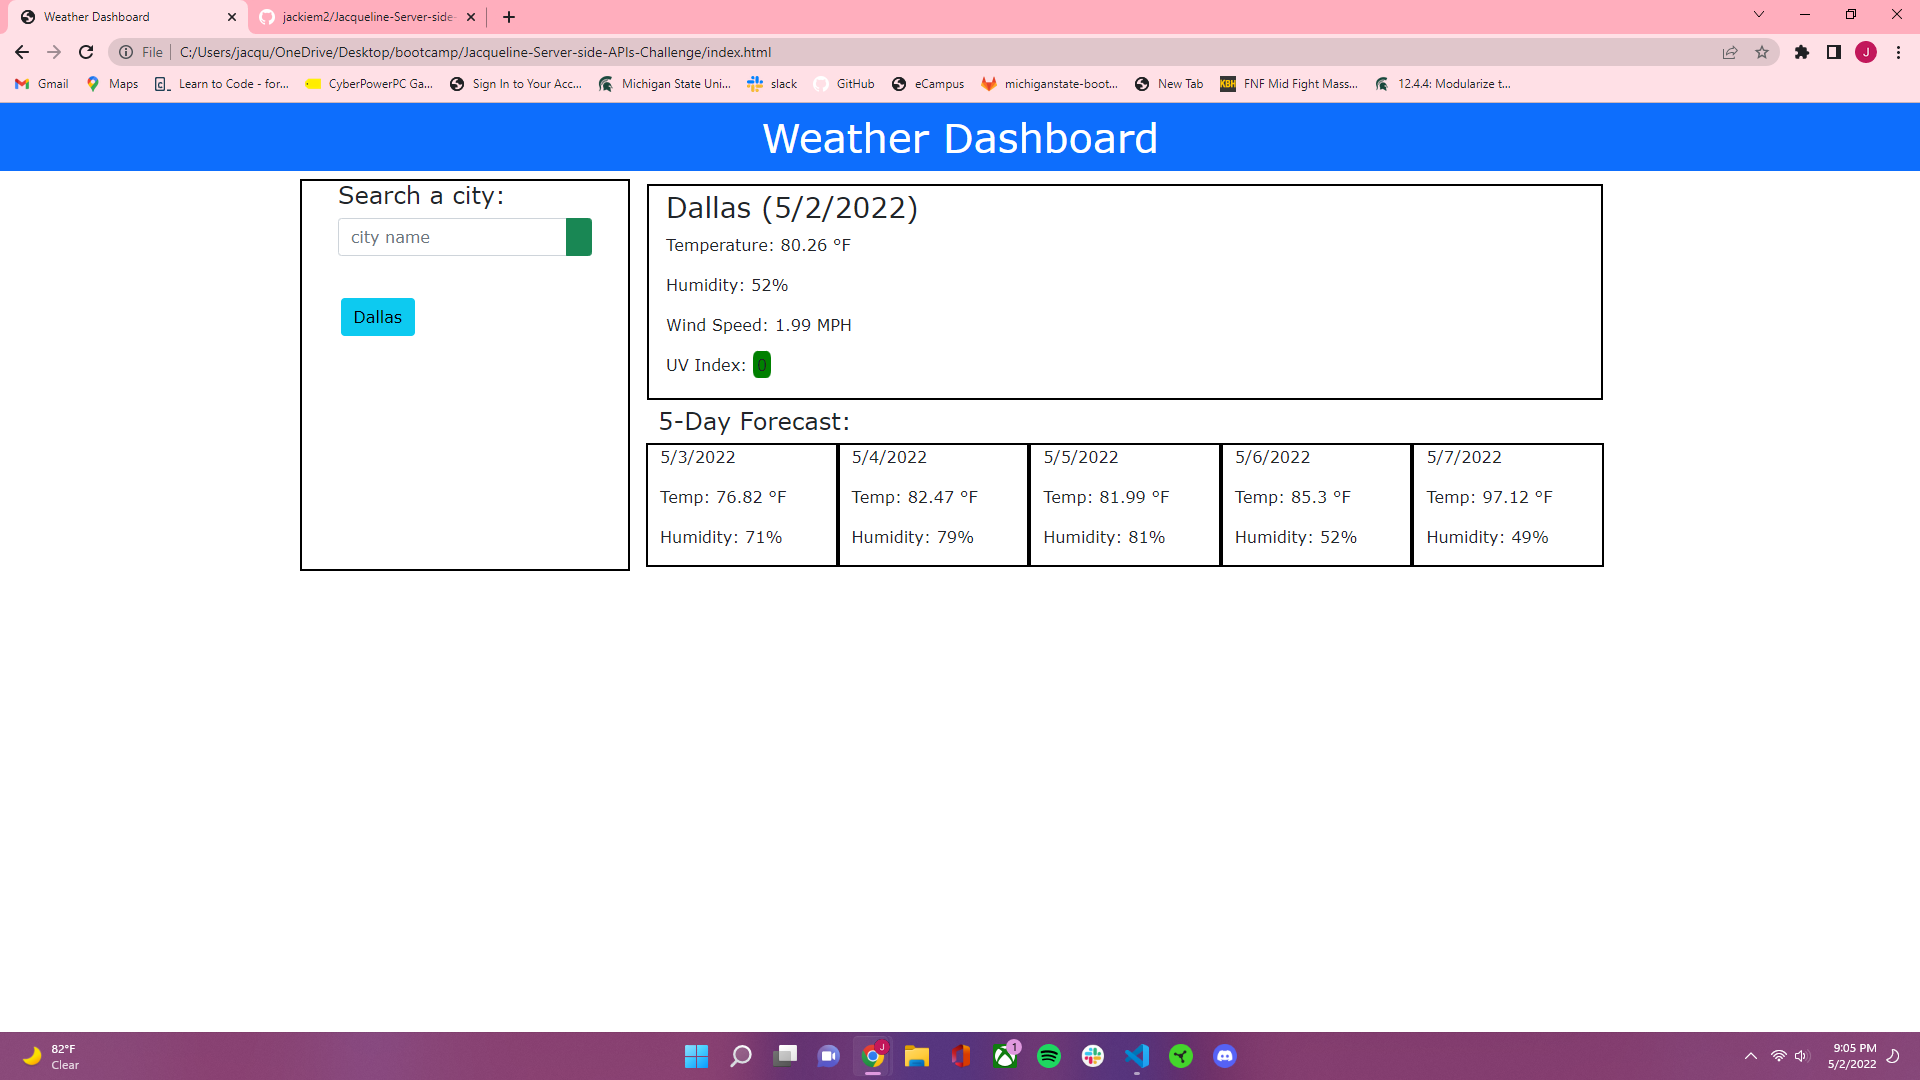 Weather Dashboard
jackiem2/Jacqueline-Server-side-
File
C:/Users/jacqu/OneDrive/Desktop/bootcamp/Jacqueline-Server-side-APIs-Challenge/index.html
J
Gmail
Maps
Learn to Code - for...
CyberPowerPC Ga...
Sign In to Your Acc...
Michigan State Uni...
slack
GitHub
eCampus
michiganstate-boot...
New Tab
KBH
FNF Mid Fight Mass...
12.4.4: Modularize t...
Weather Dashboard
Search a city:
city name
Dallas
Dallas (5/2/2022)
Temperature: 80.26 °F
Humidity: 52%
Wind Speed: 1.99 MPH
UV Index: 0
5-Day Forecast:
5/3/2022
Temp: 76.82 °F
Humidity: 71%
5/4/2022
Temp: 82.47 °F
Humidity: 79%
5/5/2022
Temp: 81.99 °F
Humidity: 81%
5/6/2022
Temp: 85.3 °F
Humidity: 52%
5/7/2022
Temp: 97.12 °F
Humidity: 49%
82°F
Clear
J
1
9:05 PM
5/2/2022